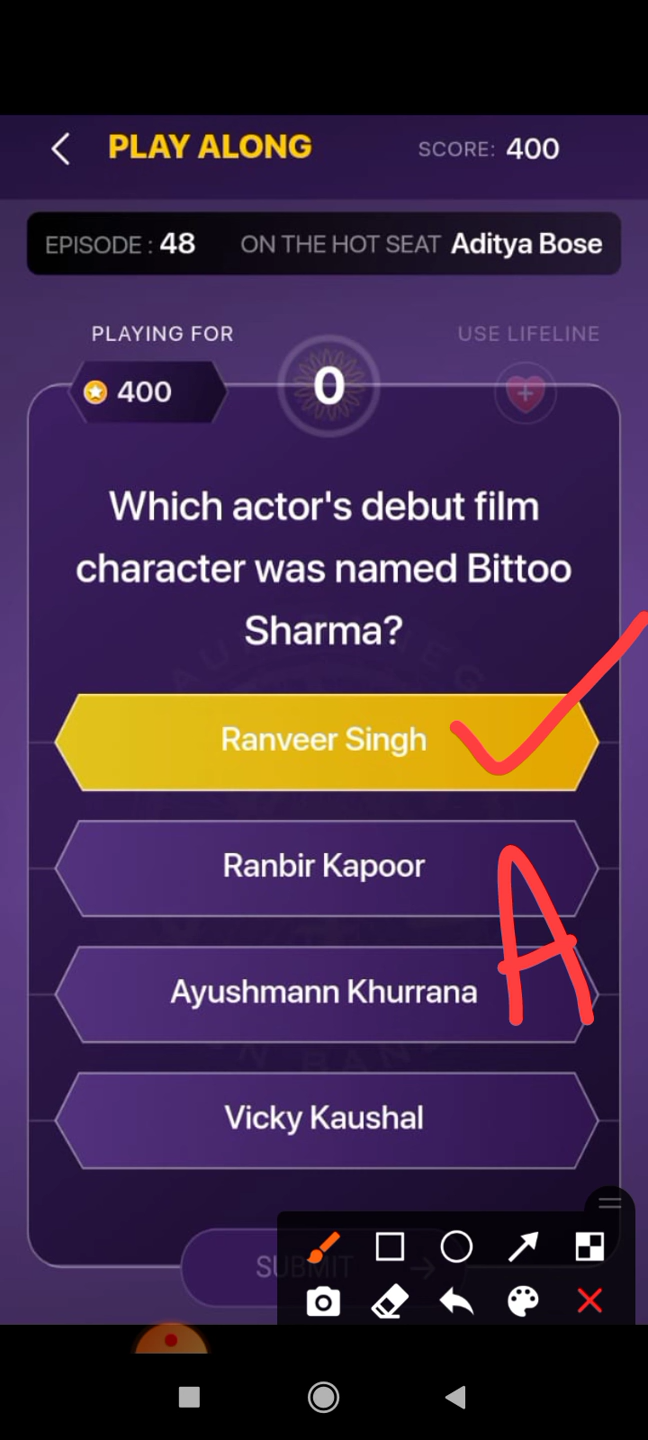 PLAY ALONG
SCORE: 400
EPISODE : 48 ON THE HOT SEAT Aditya Bose
PLAYING FOR
USE LIFELINE
400
0
Which actor's debut film
character was named Bittoo
Sharma?
Ranveer Singh
Ranbir Kapoor
A
Ayushmann Khurrana
Vicky Kaushal
SUBMIT